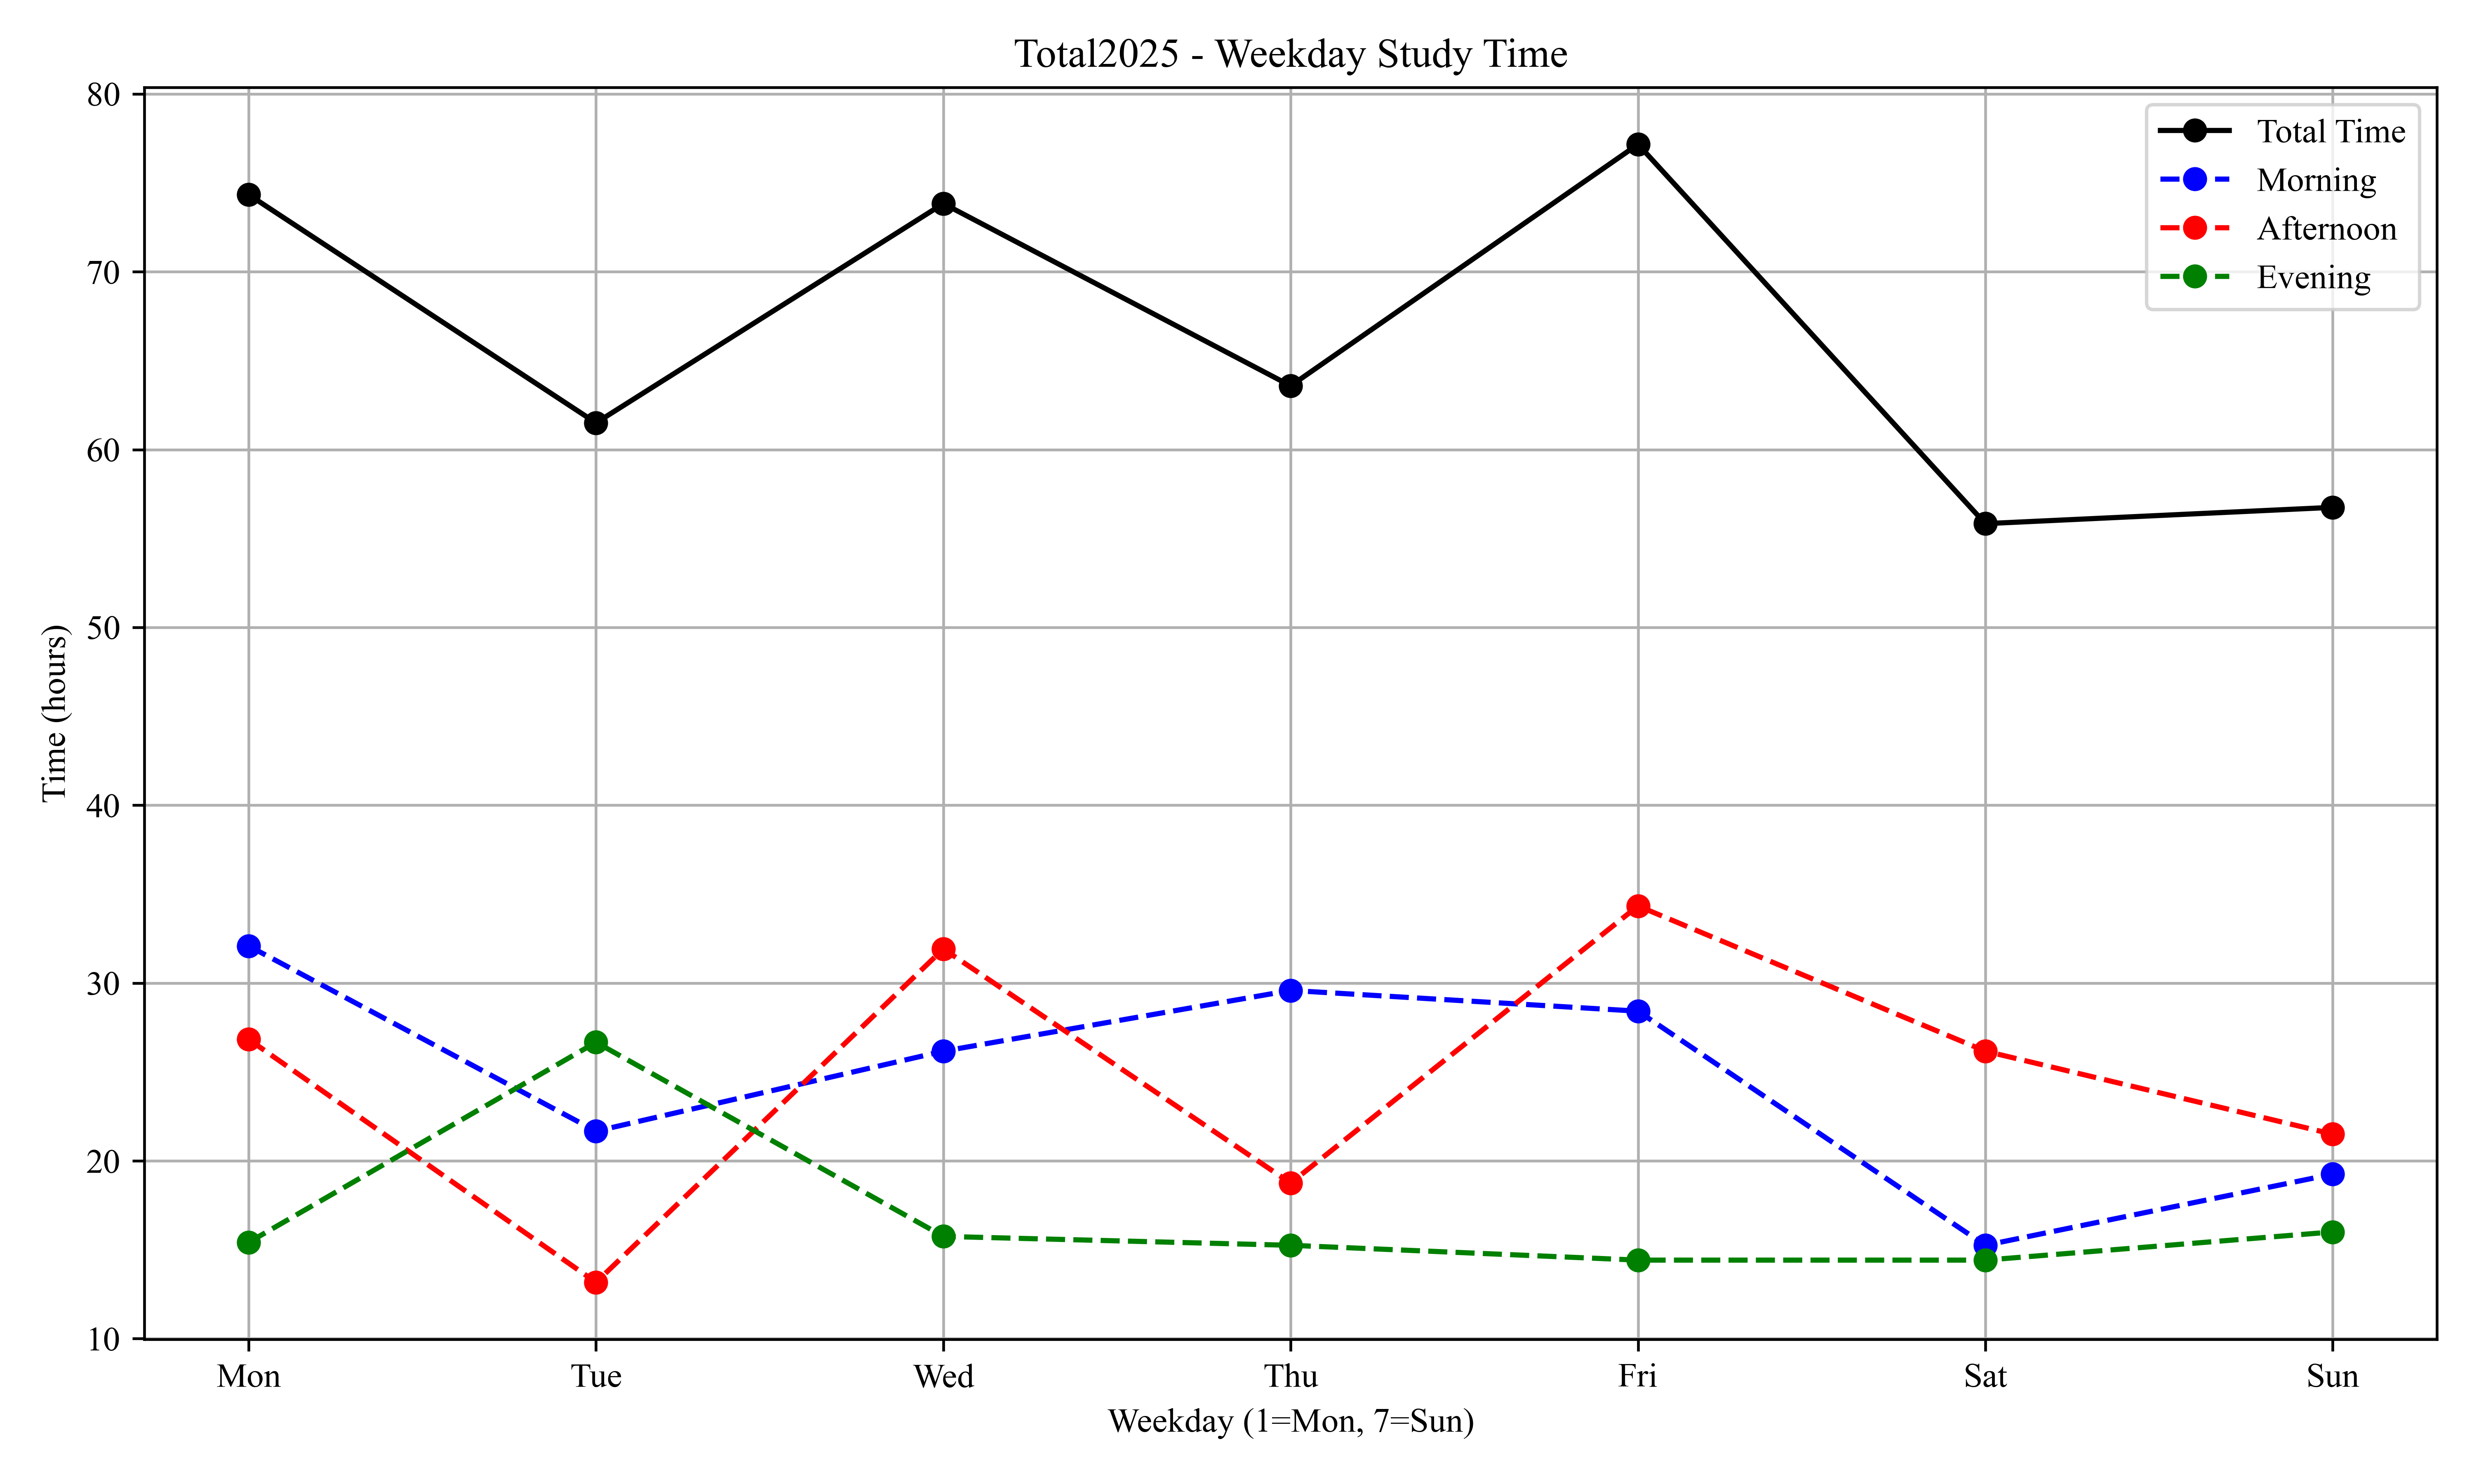 Total2025 - Weekday Study Time
80
70
60
50
40
30
20
10
Time (hours)
Total Time
Morning
Afternoon
Evening
Mon Tue Wed Thu Fri Sat Sun
Weekday (1=Mon, 7=Sun)